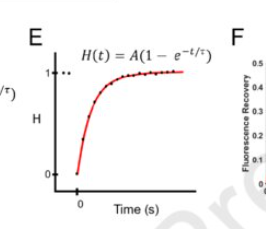 E
F
H(t) = A(1 − e^{−t/τ})
/τ)
1
H
0
0
Time (s)
Fluorescence Recovery
0.5
0.4
0.3
0.2
0.1